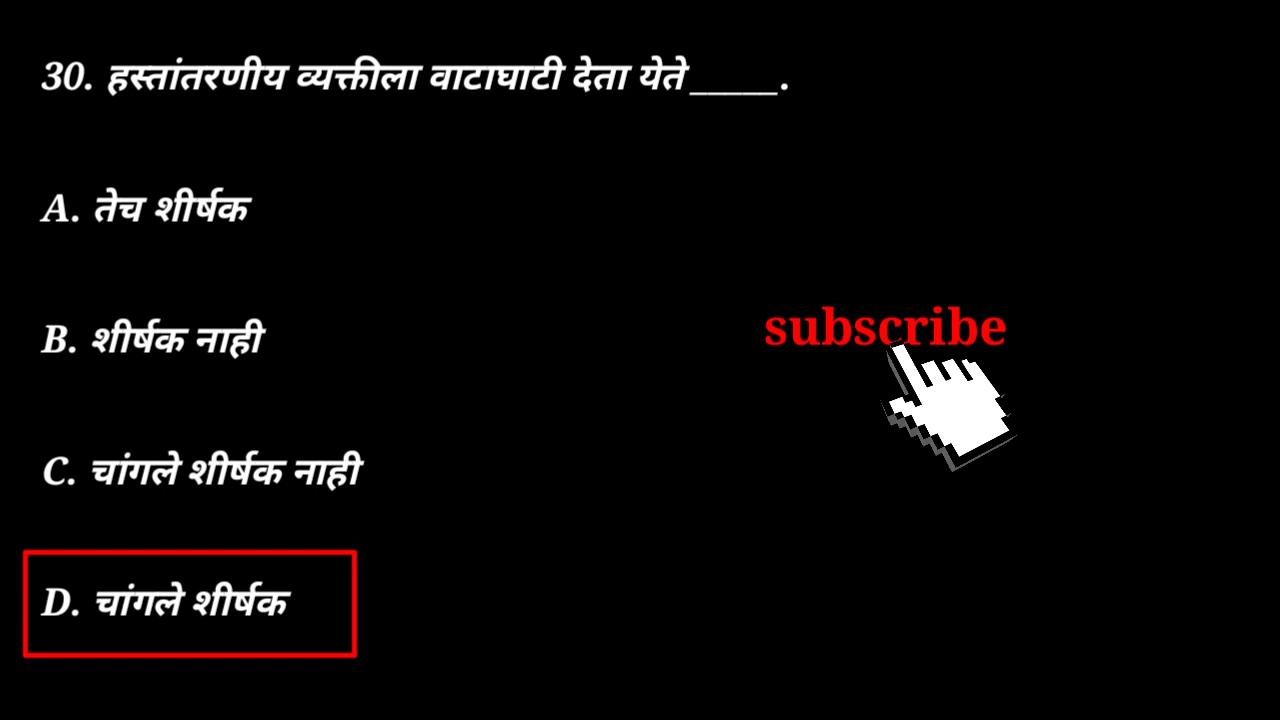 30. हस्तांतरणीय व्यक्तीला वाटाघाटी देता येते_____.
A. तेच शीर्षक
B. शीर्षक नाही
subscribe
C. चांगले शीर्षक नाही
D. चांगले शीर्षक